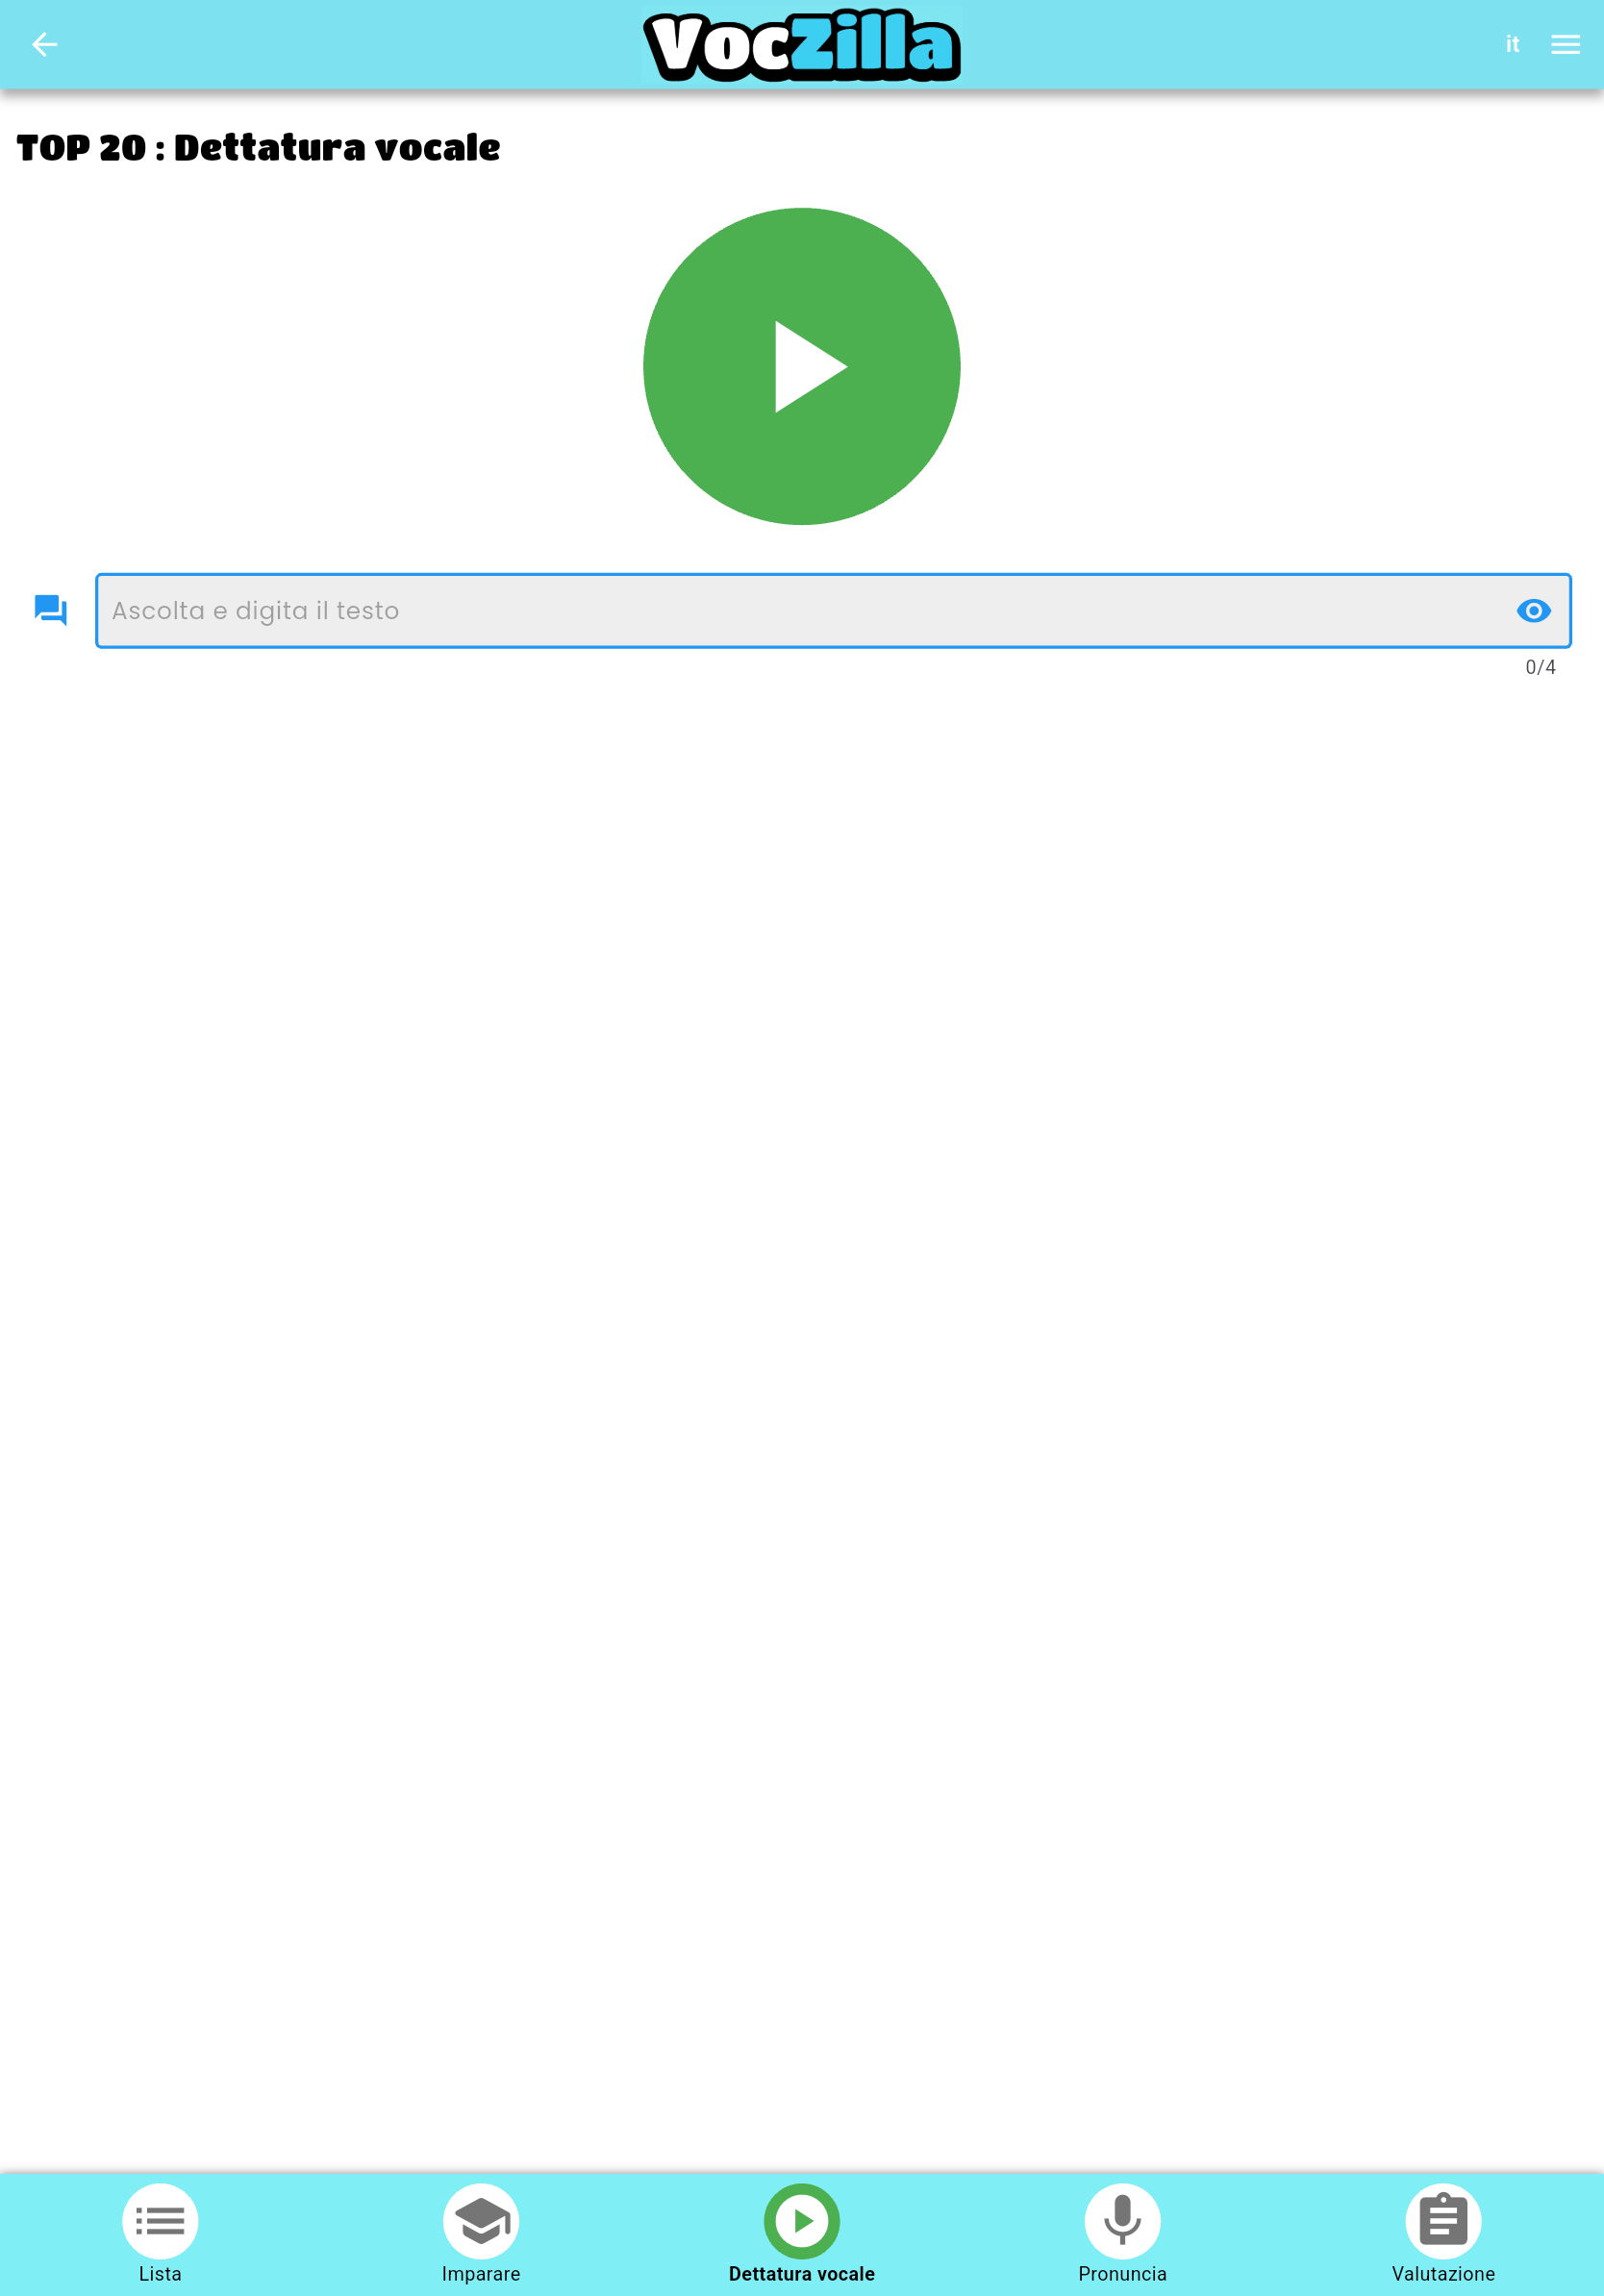 VocZilla
it
TOP 20 : Dettatura vocale
Ascolta e digita il testo
0/4
Lista
Imparare
Dettatura vocale
Pronuncia
Valutazione